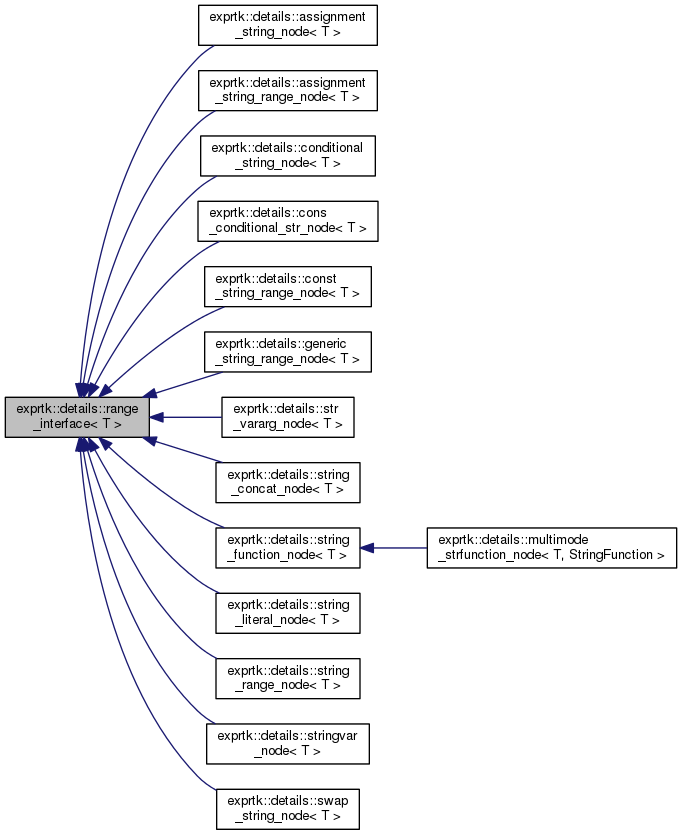 exprtk::details::assignment
_string_node< T >
exprtk::details::assignment
_string_range_node< T >
exprtk::details::conditional
_string_node< T >
exprtk::details::cons
_conditional_str_node< T >
exprtk::details::const
_string_range_node< T >
exprtk::details::generic
_string_range_node< T >
exprtk::details::range
_interface< T >
exprtk::details::str
_vararg_node< T >
exprtk::details::string
_concat_node< T >
exprtk::details::string
_function_node< T >
exprtk::details::multimode
_strfunction_node< T, StringFunction >
exprtk::details::string
_literal_node< T >
exprtk::details::string
_range_node< T >
exprtk::details::stringvar
_node< T >
exprtk::details::swap
_string_node< T >